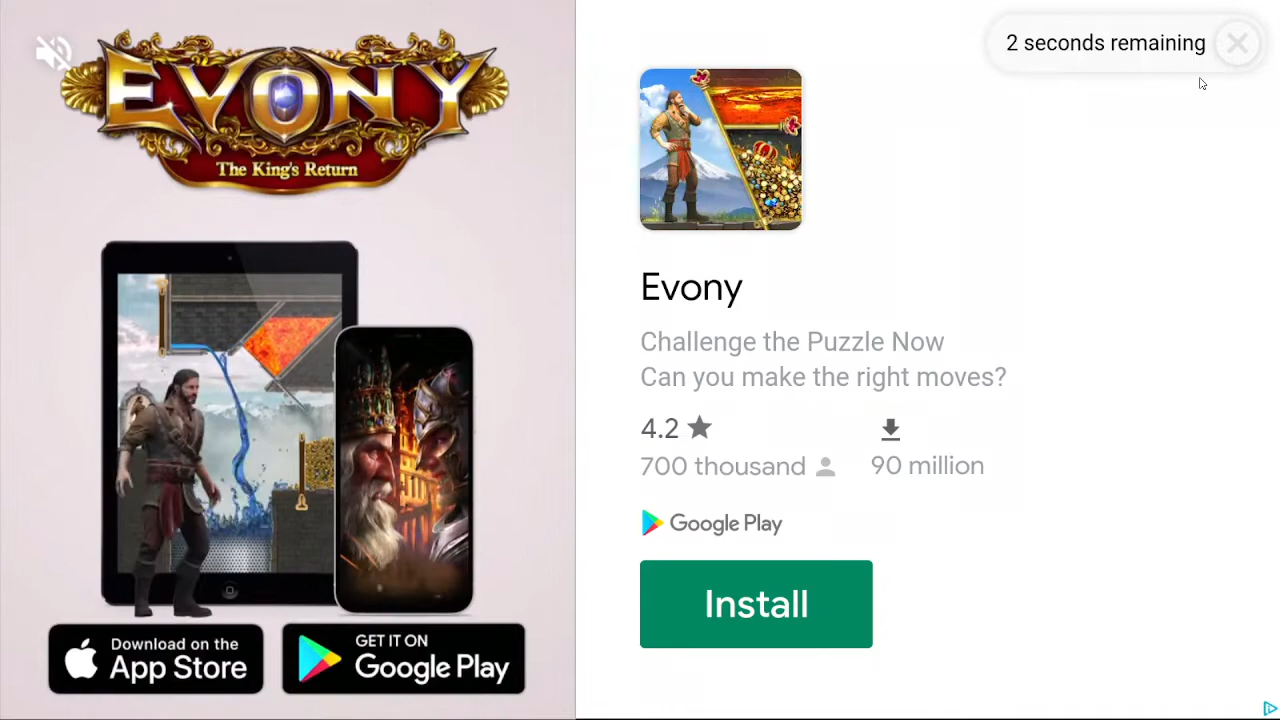 EVONY
The King's Return
Download on the
App Store
GET IT ON
Google Play
2 seconds remaining
Evony
Challenge the Puzzle Now
Can you make the right moves?
4.2
700 thousand
90 million
Google Play
Install